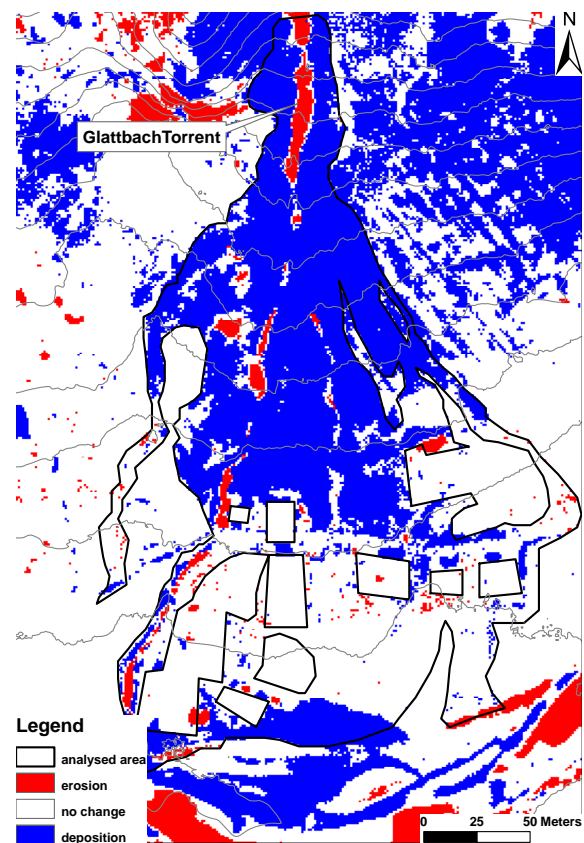 N
GlattbachTorrent
Legend
analysed area
erosion
no change
deposition
0 25 50 Meters